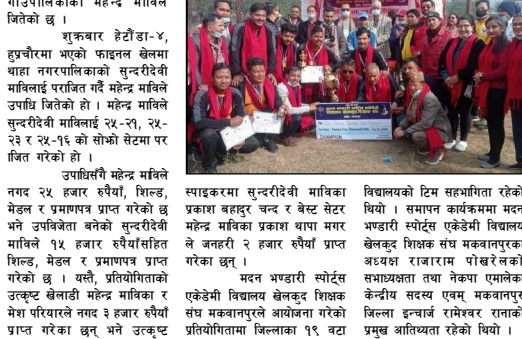 गाउँपालिकाको महेन्द्र माविले
जितेको छ ।
शुक्रबार हेटौंडा-४,
हुप्रचौरमा भएको फाइनल खेलमा
थाहा नगरपालिकाको सुन्दरीदेवी
माविलाई पराजित गर्दै महेन्द्र माविले
उपाधि जितेको हो । महेन्द्र माविले
सुन्दरीदेवी माविलाई २५-२१, २५-
२३ र २५-१६ को सोझो सेटमा पर
जित गरेको हो ।
उपाधिसँगै महेन्द्र माविले
नगद २५ हजार रुपैयाँ, शिल्ड,
मेडल र प्रमाणपत्र प्राप्त गरेको छ
भने उपविजेता बनेको सुन्दरीदेवी
माविले १५ हजार रुपैयाँसहित
शिल्ड, मेडल र प्रमाणपत्र प्राप्त
गरेको छ । यस्तै, प्रतियोगिताको
उत्कृष्ट खेलाडी महेन्द्र माविका र
मेश परियारले नगद ३ हजार रुपैयाँ
प्राप्त गरेका छन् भने उत्कृष्ट
CHAMPION
स्पाइकरमा सुन्दरीदेवी माविका
प्रकाश बहादुर चन्द र बेस्ट सेटर
महेन्द्र माविका प्रकाश थापा मगर
ले जनहरी २ हजार रुपैयाँ प्राप्त
गरेका छन् ।
मदन भण्डारी स्पोर्ट्स
एकेडेमी विद्यालय खेलकुद शिक्षक
संघ मकवानपुरले आयोजना गरेको
प्रतियोगितामा जिल्लाका १९ वटा
विद्यालयको टिम सहभागिता रहेको
थियो । समापन कार्यक्रममा मदन
भण्डारी स्पोर्ट्स एकेडेमी विद्यालय
खेलकुद शिक्षक संघ मकवानपुरका
अध्यक्ष राजाराम पोखरेलको
सभाध्यक्षता तथा नेकपा एमालेका
केन्द्रीय सदस्य एवम् मकवानपुर
जिल्ला इन्चार्ज रामेश्वर रानाको
प्रमुख आतिथ्यता रहेको थियो ।